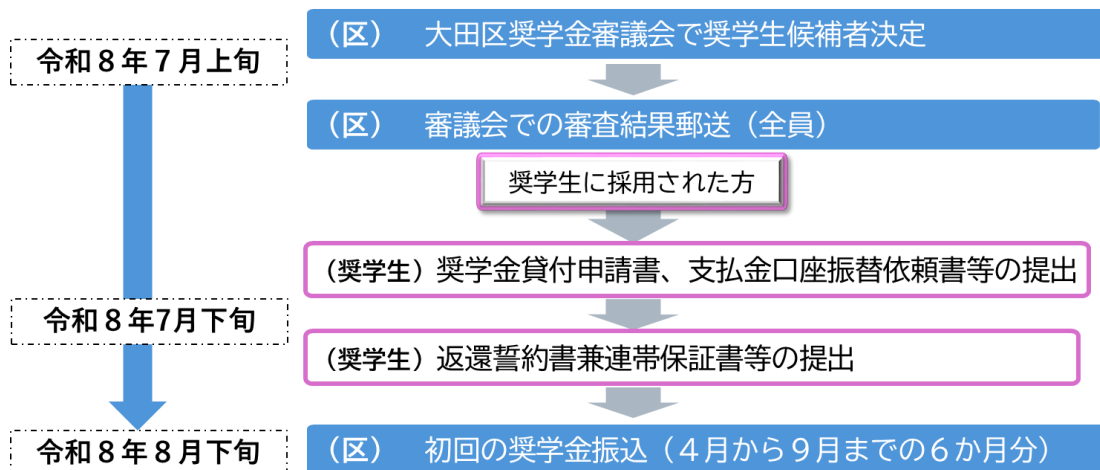 （区）　大田区奨学金審議会で奨学生候補者決定
令和８年７月上旬
（区）　審議会での審査結果郵送（全員）
奨学生に採用された方
（奨学生）奨学金貸付申請書、支払金口座振替依頼書等の提出
令和８年7月下旬
（奨学生）返還誓約書兼連帯保証書等の提出
令和８年８月下旬
（区）　初回の奨学金振込（４月から９月までの６か月分）